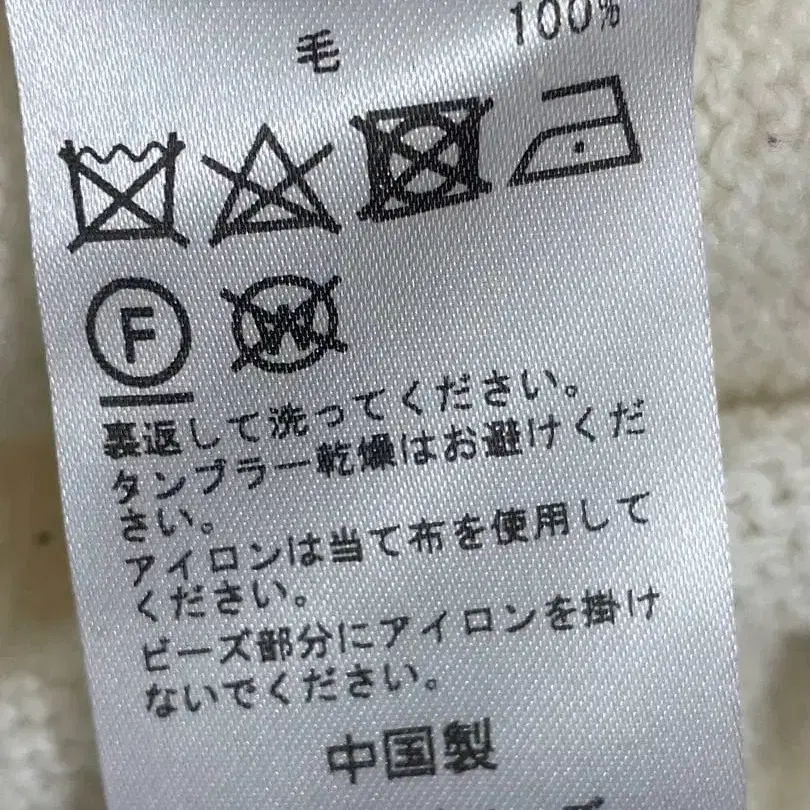 毛 100%
F W
裏返して洗ってください。
タンブラー乾燥はお避けくだ
さい。
アイロンは当て布を使用して
ください。
ビーズ部分にアイロンを掛け
ないでください。
中国製